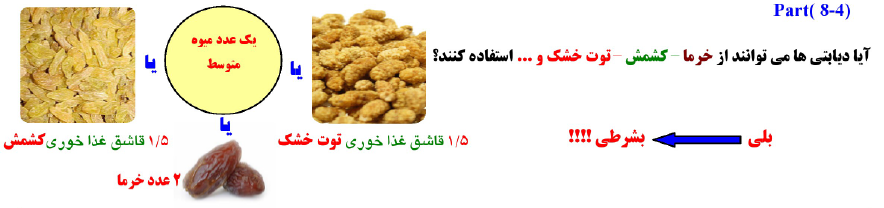 Part( 8-4)
آیا دیابتی ها می توانند از خرما – کشمش – توت خشک و ... استفاده کنند؟
بلی بشرطی !!!!
یک عدد میوه
متوسط
یا
یا
یا
۱/۵ قاشق غذا خوری توت خشک
۱/۵ قاشق غذا خوری کشمش
۲ عدد خرما